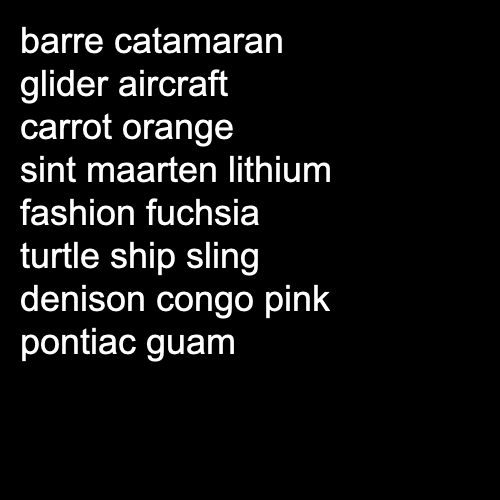 barre catamaran
glider aircraft
carrot orange
sint maarten lithium
fashion fuchsia
turtle ship sling
denison congo pink
pontiac guam